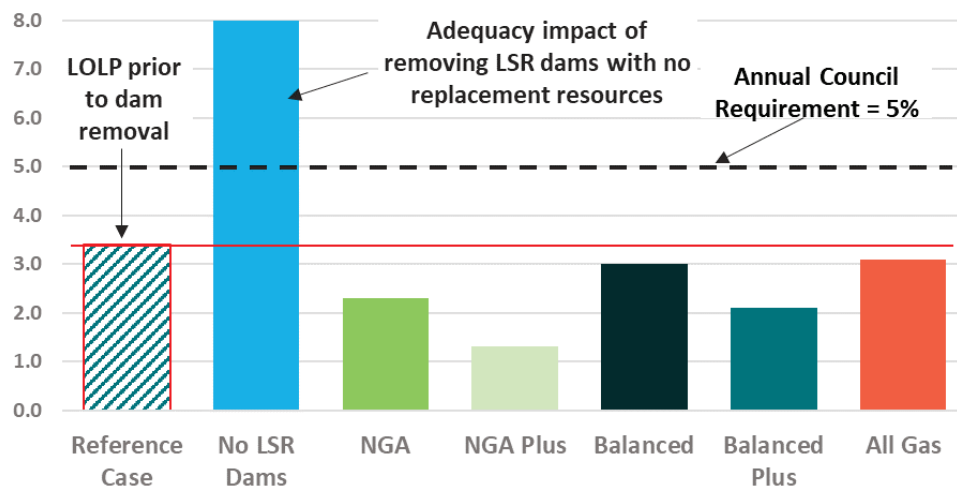 8.0
7.0
6.0
5.0
4.0
3.0
2.0
1.0
0.0
LOLP prior
to dam
removal
Adequacy impact of
removing LSR dams with no
replacement resources
Annual Council
Requirement = 5%
Reference
Case
No LSR
Dams
NGA
NGA Plus
Balanced
Balanced
Plus
All Gas